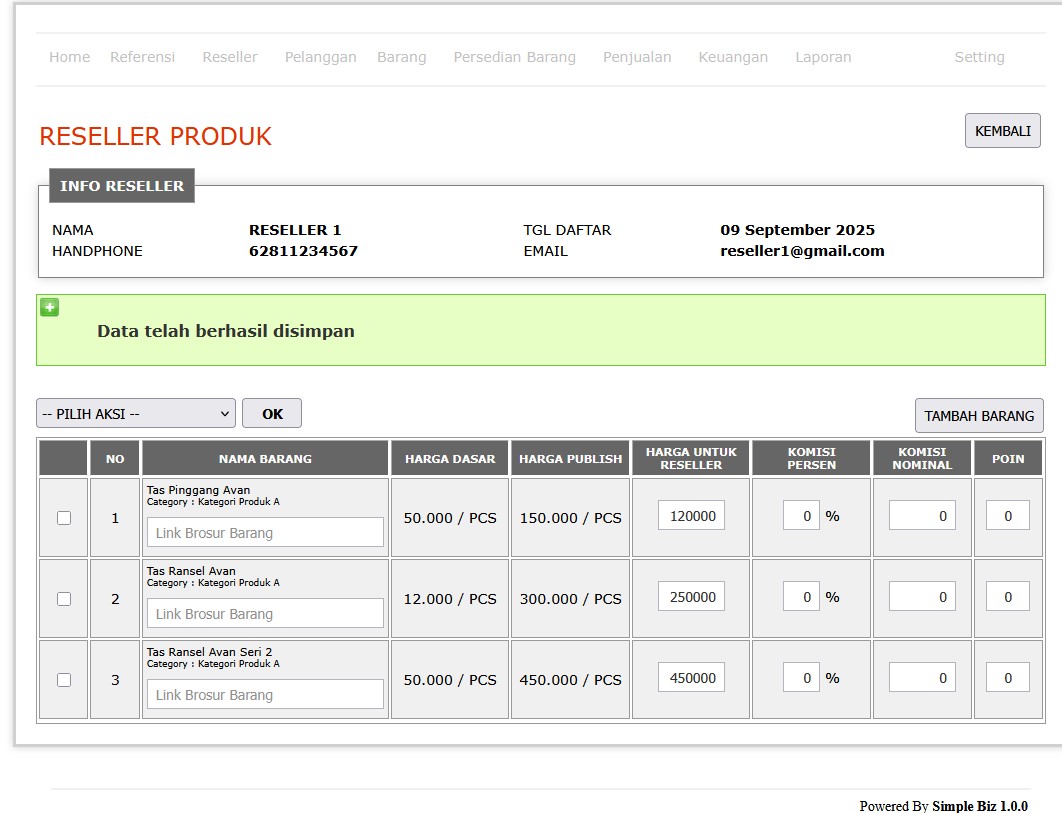 Home Referensi Reseller Pelanggan Barang Persedian Barang Penjualan Keuangan Laporan Setting
RESELLER PRODUK
KEMBALI
INFO RESELLER
NAMA RESELLER 1 TGL DAFTAR 09 September 2025
HANDPHONE 62811234567 EMAIL reseller1@gmail.com
Data telah berhasil disimpan
-- PILIH AKSI -- OK TAMBAH BARANG
NO NAMA BARANG HARGA DASAR HARGA PUBLISH HARGA UNTUK RESELLER KOMISI PERSEN KOMISI NOMINAL POIN
Tas Pinggang Avan
Category : Kategori Produk A
1 Link Brosur Barang 50.000 / PCS 150.000 / PCS 120000 0 % 0 0
Tas Ransel Avan
Category : Kategori Produk A
2 Link Brosur Barang 12.000 / PCS 300.000 / PCS 250000 0 % 0 0
Tas Ransel Avan Seri 2
Category : Kategori Produk A
3 Link Brosur Barang 50.000 / PCS 450.000 / PCS 450000 0 % 0 0
Powered By Simple Biz 1.0.0